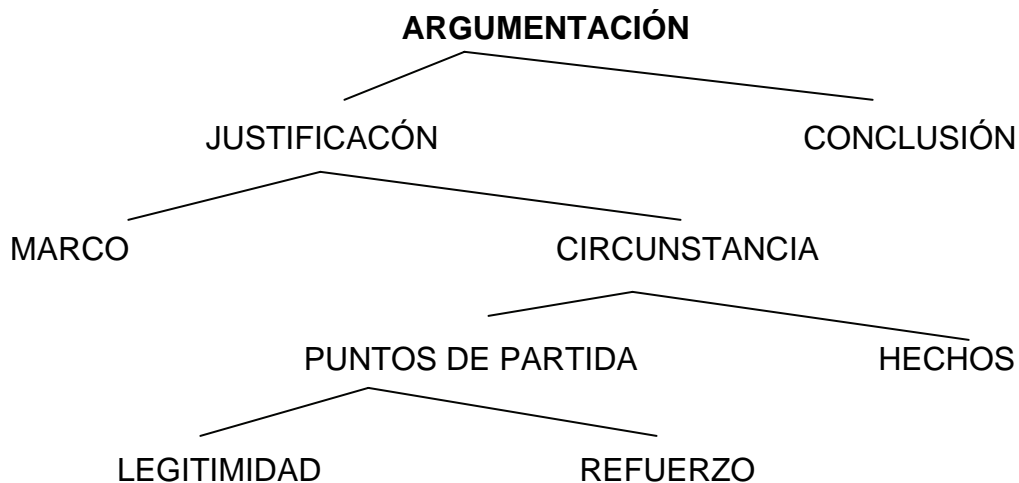 ARGUMENTACIÓN
JUSTIFICACÓN CONCLUSIÓN
MARCO CIRCUNSTANCIA
PUNTOS DE PARTIDA HECHOS
LEGITIMIDAD REFUERZO